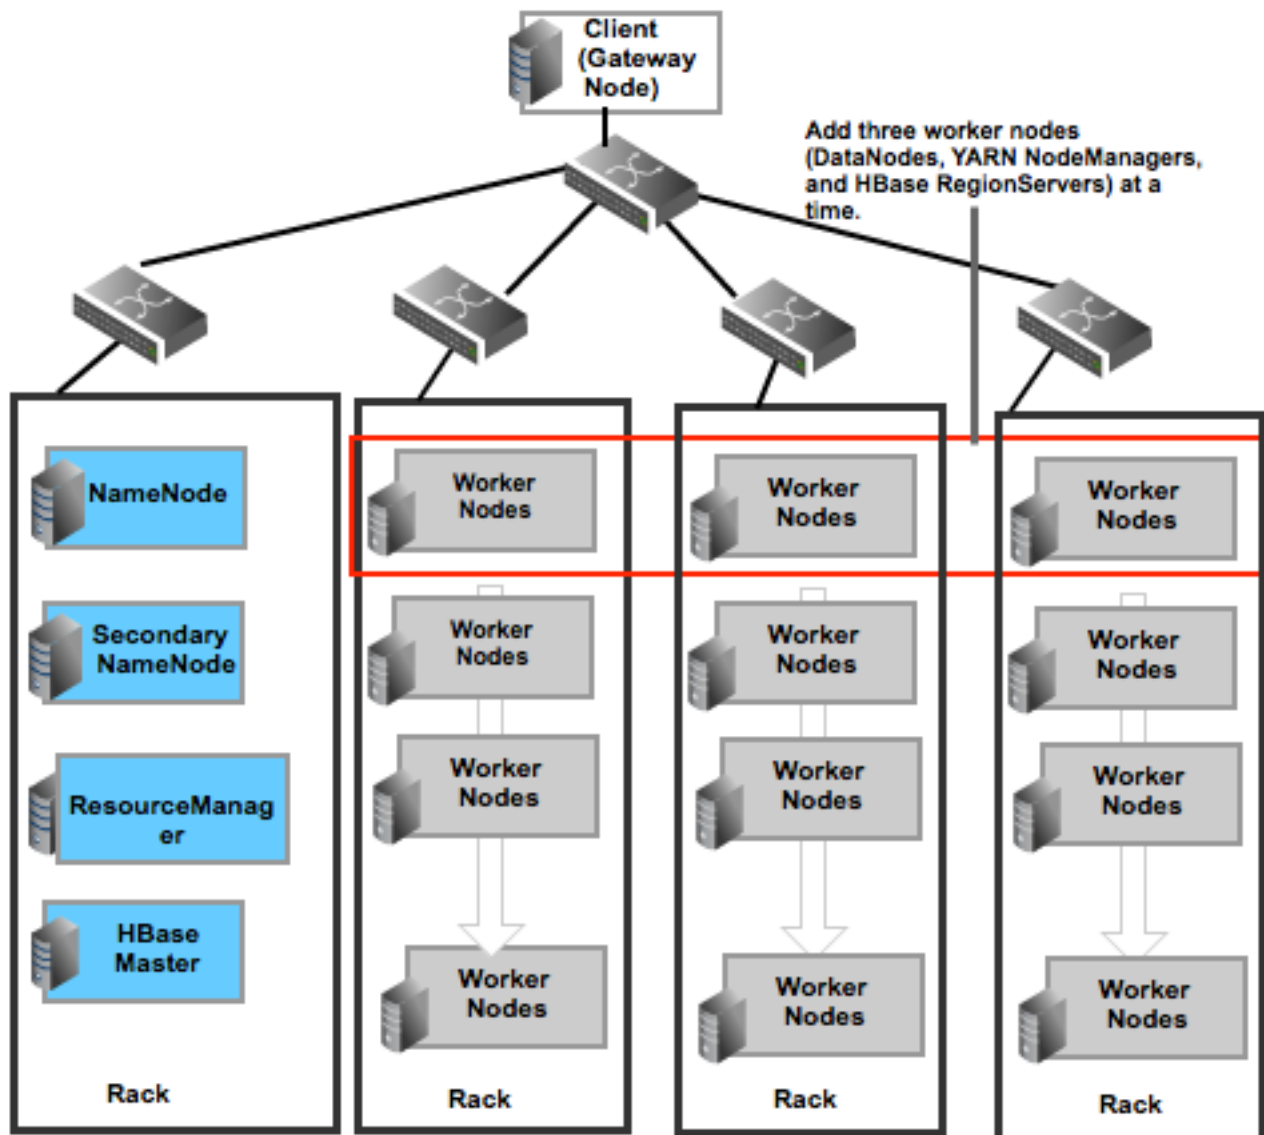 Client
(Gateway
Node)
Add three worker nodes
(DataNodes, YARN NodeManagers,
and HBase RegionServers) at a
time.
NameNode
Secondary
NameNode
ResourceManag
er
HBase
Master
Rack
Worker
Nodes
Worker
Nodes
Worker
Nodes
Worker
Nodes
Rack
Worker
Nodes
Worker
Nodes
Worker
Nodes
Worker
Nodes
Rack
Worker
Nodes
Worker
Nodes
Worker
Nodes
Worker
Nodes
Rack